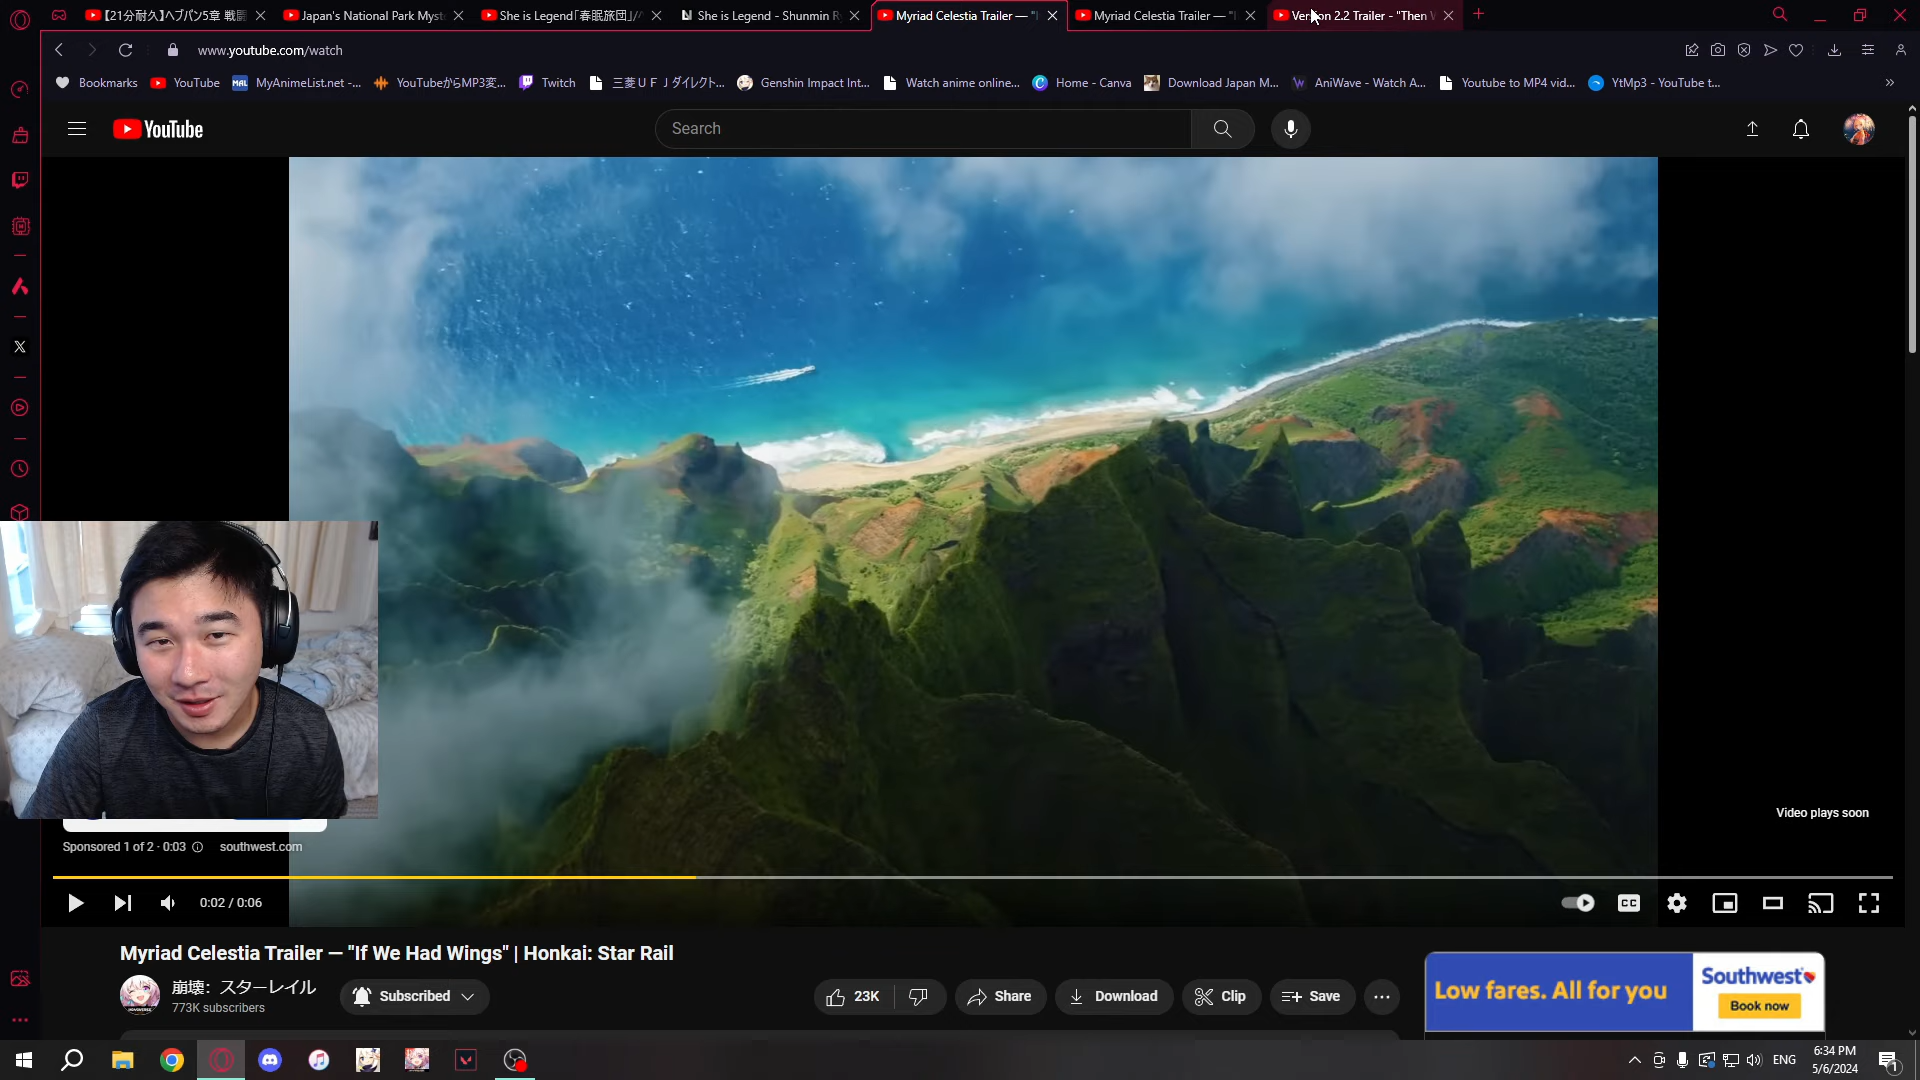 【21分耐久】ヘブバン5章 戦闘
Japan's National Park Myst
She is Legend「春眠旅団」/
She is Legend - Shunmin R
Myriad Celestia Trailer — "I
Myriad Celestia Trailer — "I
Version 2.2 Trailer - "Then W
www.youtube.com/watch
Bookmarks
YouTube
MyAnimeList.net -...
YouTubeからMP3変...
Twitch
三菱ＵＦＪダイレクト...
Genshin Impact Int...
Watch anime online...
Home - Canva
Download Japan M...
AniWave - Watch A...
Youtube to MP4 vid...
YtMp3 - YouTube t...
YouTube
Search
Video plays soon
Sponsored 1 of 2 · 0:03
southwest.com
0:02 / 0:06
CC
Myriad Celestia Trailer — "If We Had Wings" | Honkai: Star Rail
崩壊：スターレイル
773K subscribers
Subscribed
23K
Share
Download
Clip
Save
Low fares. All for you
Southwest
Book now
ENG
6:34 PM
5/6/2024
1